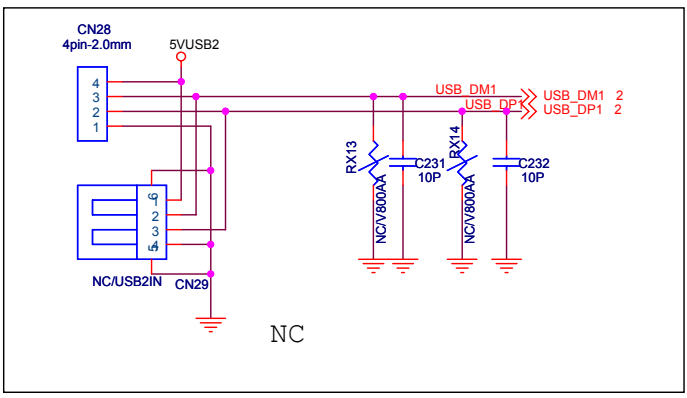 CN28
4pin-2.0mm
5VUSB2
4
3
2
1
USB_DM1
USB_DP1
USB_DM1 2
USB_DP1 2
RX13
NC/V800AA
C231
10P
RX14
NC/V800AA
C232
10P
6
1
2
3
4
5
NC/USB2IN
CN29
NC